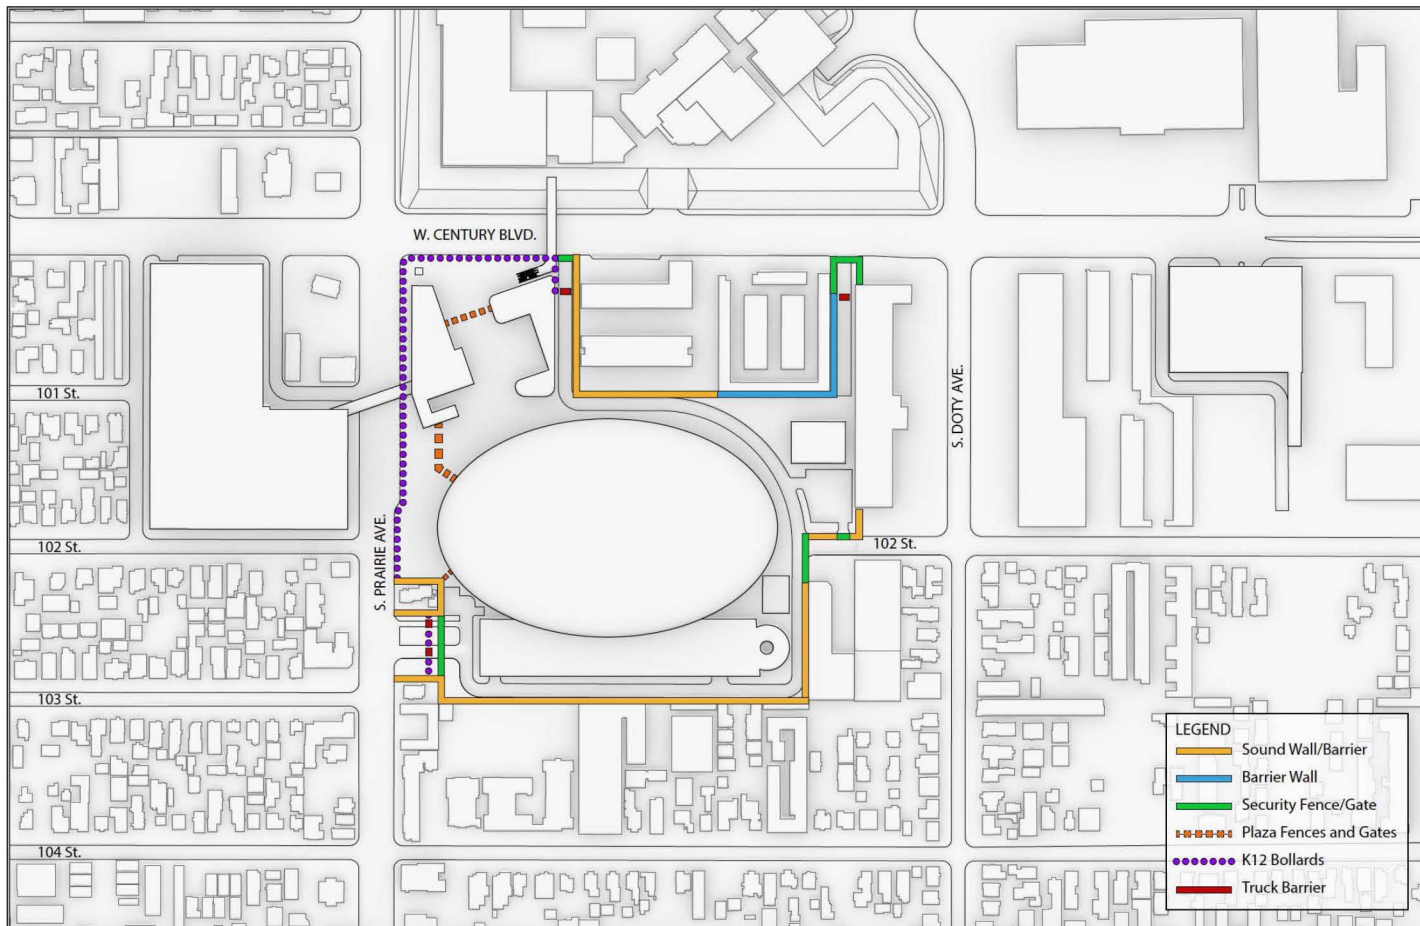 W. CENTURY BLVD.
101 St.
S. DOTY AVE.
S. PRAIRIE AVE.
102 St.
102 St.
103 St.
LEGEND
Sound Wall/Barrier
Barrier Wall
Security Fence/Gate
Plaza Fences and Gates
K12 Bollards
Truck Barrier
104 St.